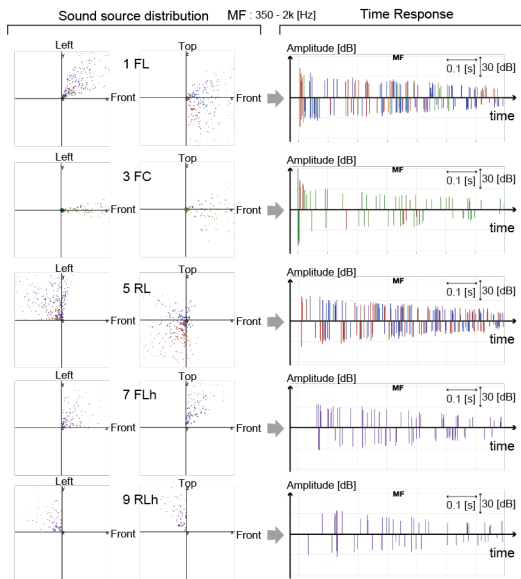 Sound source distribution MF : 350 - 2k [Hz] Time Response
Left Top Amplitude [dB]
y z MF
1 FL 0.1 [s] 30 [dB]
x Front x Front time
Left Top Amplitude [dB]
y z MF
3 FC 0.1 [s] 30 [dB]
x Front x Front time
Left Top Amplitude [dB]
y z MF
5 RL 0.1 [s] 30 [dB]
x Front x Front time
Left Top Amplitude [dB]
y z MF
7 FLh 0.1 [s] 30 [dB]
x Front x Front time
Left Top Amplitude [dB]
y z MF
9 RLh 0.1 [s] 30 [dB]
x Front x Front time